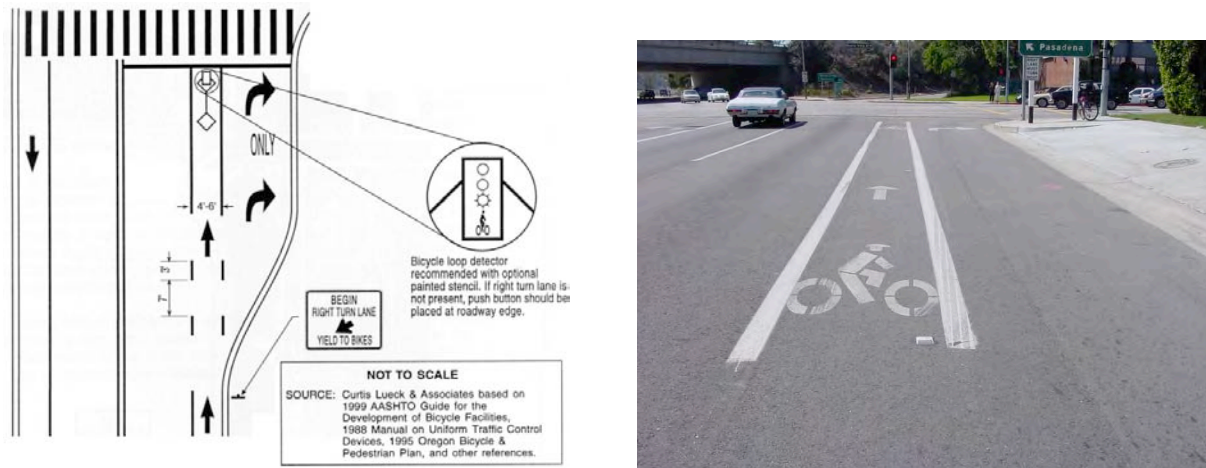 ONLY
4'-6'
3'
7'
Bicycle loop detector
recommended with optional
painted stencil. If right turn lane is
not present, push button should be
placed at roadway edge.
BEGIN
RIGHT TURN LANE
YIELD TO BIKES
NOT TO SCALE
SOURCE: Curtis Lueck & Associates based on
1999 AASHTO Guide for the
Development of Bicycle Facilities,
1988 Manual on Uniform Traffic Control
Devices, 1995 Oregon Bicycle &
Pedestrian Plan, and other references.
Pasadena